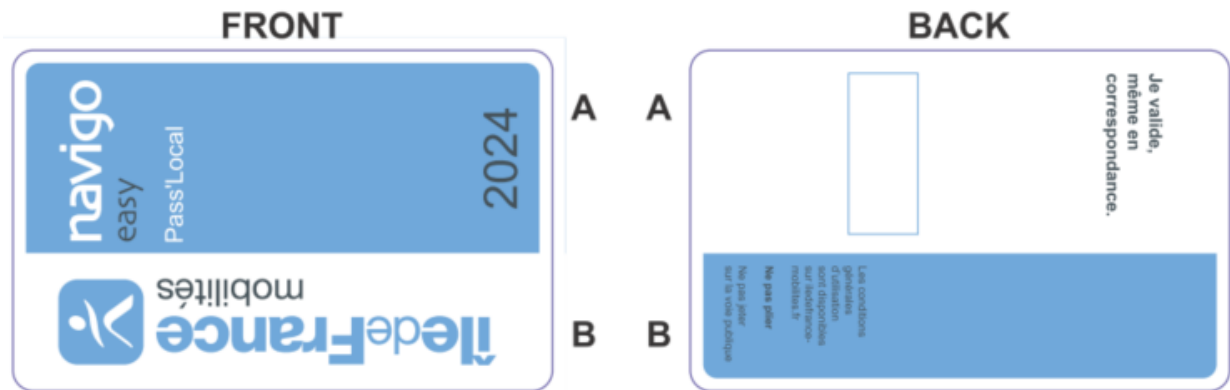 FRONT
BACK
navigo
easy
Pass'Local
2024
A
B
îledeFrance
mobilités
A
B
Je valide,
même en
correspondance.
Les conditions
générales
d'utilisation
sont disponibles
sur iledefrance-
mobilites.fr
Ne pas plier
Ne pas jeter
sur la voie publique